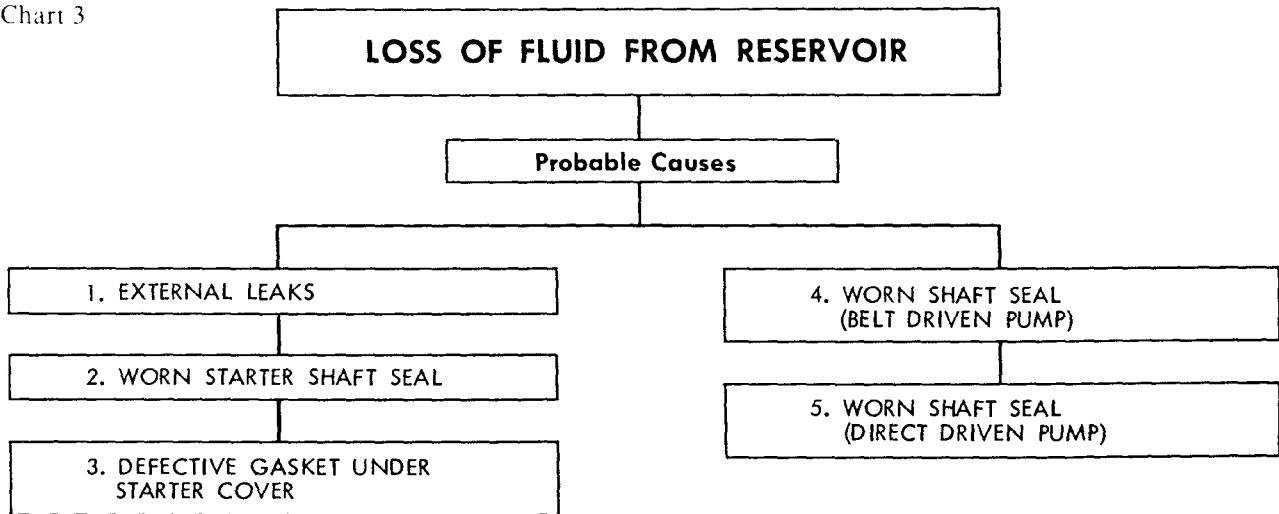 Chart 3
LOSS OF FLUID FROM RESERVOIR
Probable Causes
1. EXTERNAL LEAKS
2. WORN STARTER SHAFT SEAL
3. DEFECTIVE GASKET UNDER
STARTER COVER
4. WORN SHAFT SEAL
(BELT DRIVEN PUMP)
5. WORN SHAFT SEAL
(DIRECT DRIVEN PUMP)